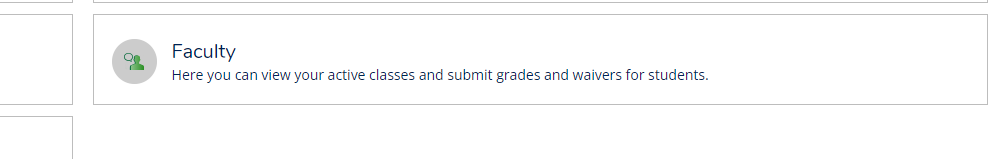 Faculty
Here you can view your active classes and submit grades and waivers for students.